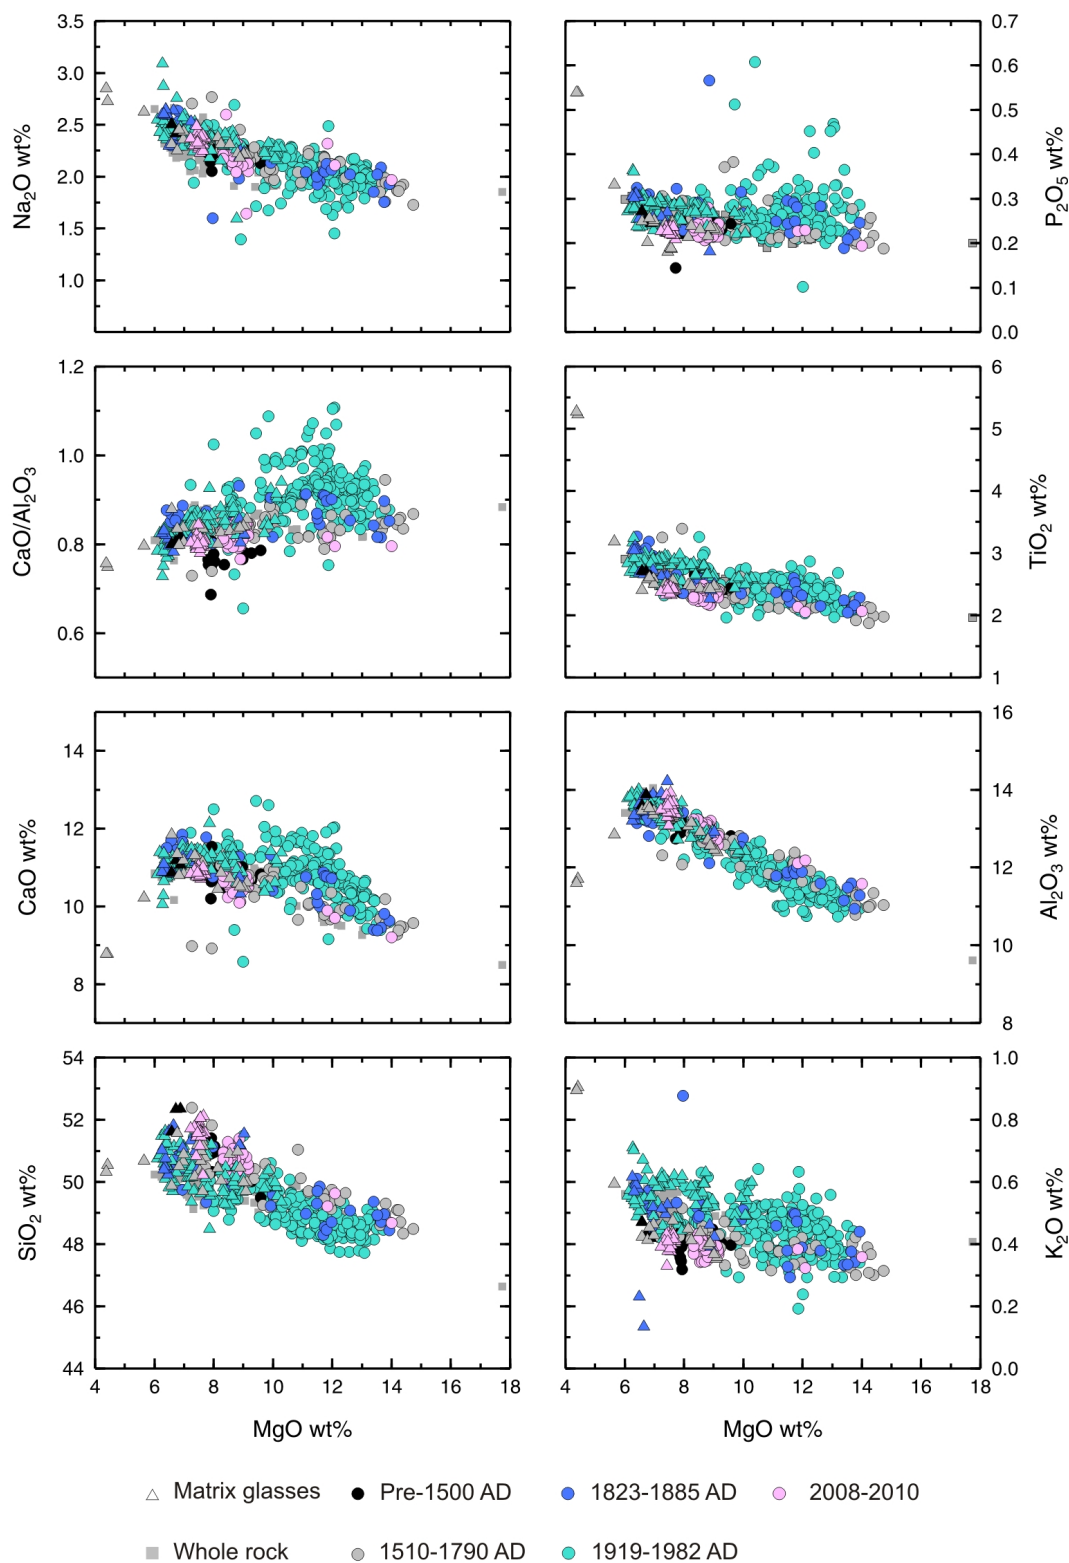 3.5
3.0
2.5
2.0
1.5
1.0
Na2O wt%
0.7
0.6
0.5
0.4
0.3
0.2
0.1
0.0
P2O5 wt%
1.2
1.0
0.8
0.6
CaO/Al2O3
6
5
4
3
2
1
TiO2 wt%
14
12
10
8
CaO wt%
16
14
12
10
8
Al2O3 wt%
54
52
50
48
46
44
SiO2 wt%
1.0
0.8
0.6
0.4
0.2
0.0
K2O wt%
4 6 8 10 12 14 16 18
4 6 8 10 12 14 16 18
MgO wt%
MgO wt%
Matrix glasses
Pre-1500 AD
1823-1885 AD
2008-2010
Whole rock
1510-1790 AD
1919-1982 AD